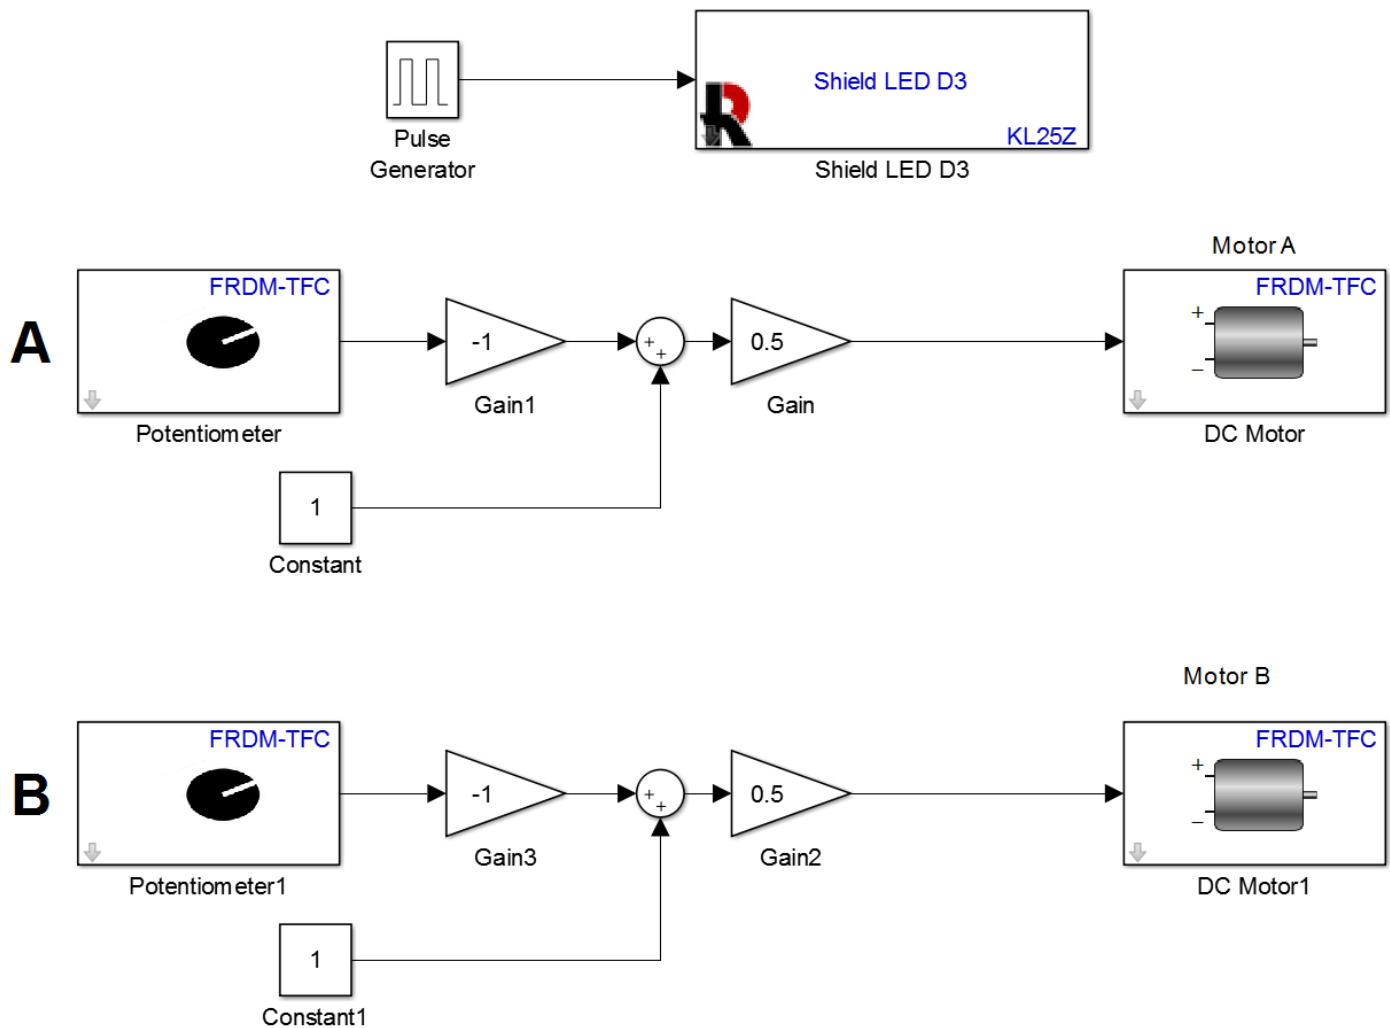 Shield LED D3
KL25Z
Pulse
Generator
Shield LED D3
Motor A
A
FRDM-TFC
-1
+
+
0.5
FRDM-TFC
+
−
Potentiometer
Gain1
Gain
DC Motor
1
Constant
Motor B
B
FRDM-TFC
-1
+
+
0.5
FRDM-TFC
+
−
Potentiometer1
Gain3
Gain2
DC Motor1
1
Constant1